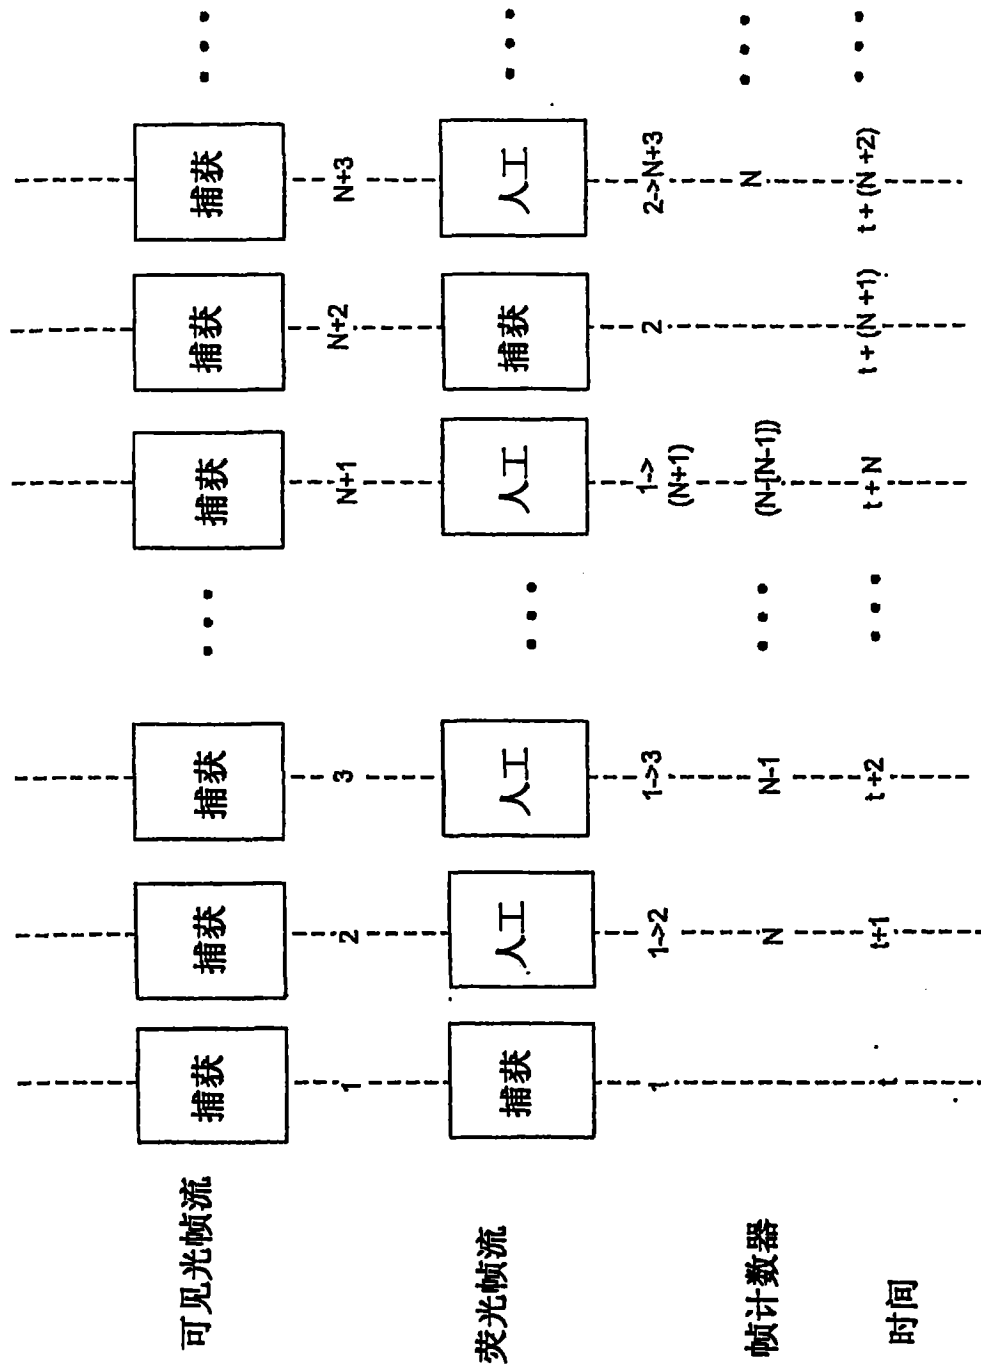 可见光帧流
捕获
捕获
捕获
捕获
捕获
捕获
1
2
3
N+1
N+2
N+3
荧光帧流
捕获
人工
人工
人工
捕获
人工
1
1->2
1->3
1->
(N+1)
2
2->N+3
帧计数器
N
N-1
(N-[N-1])
N
时间
t
t+1
t+2
t + N
t + (N +1)
t + (N +2)